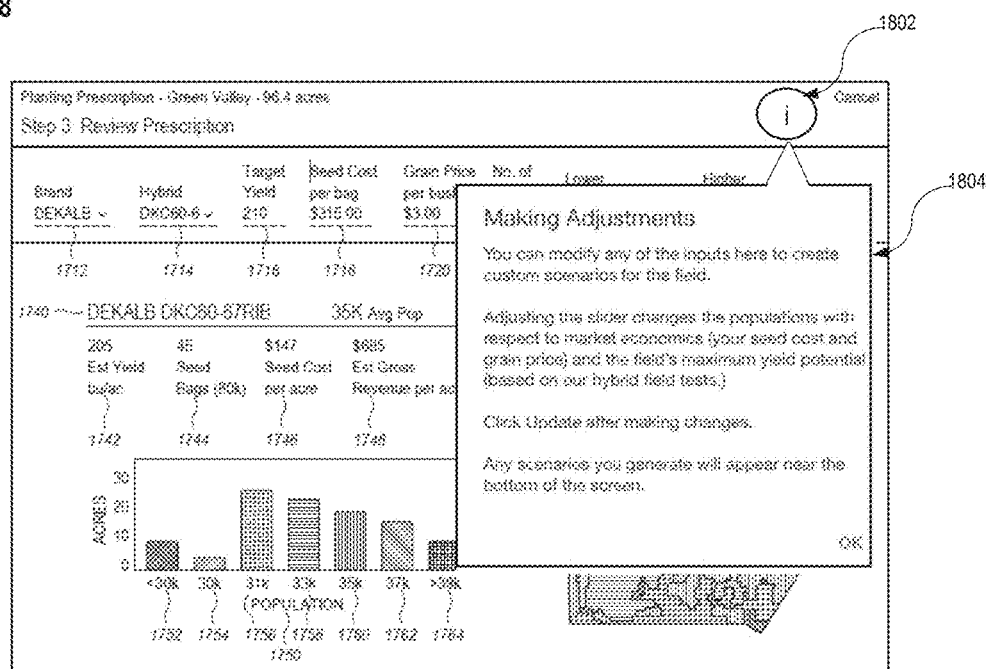 8
1802
Planting Prescription - Green Valley - 96.4 acres
Cancel
Step 3: Review Prescription
i
Target Seed Cost Grain Price No. of
Brand Hybrid Yield per bag per bus Lower Higher
DEKALB DKC60-6 210 $315.00 $3.00
1804
1712 1714 1716 1718 1720
Making Adjustments
You can modify any of the inputs here to create
custom scenarios for the field.
Adjusting the slider changes the populations with
respect to market economics (your seed cost and
grain price) and the field's maximum yield potential
(based on our hybrid field tests.)
Click Update after making changes.
Any scenarios you generate will appear near the
bottom of the screen.
OK
1740 DEKALB DKC60-67RIB 35K Avg Pop
205 $147
Est Yield Seed Seed Cost Est Gross
bu/ac Bags (80k) per acre Revenue per ac
1742 1744 1746 1748
ACRES
30
20
10
0
<30k 30k 31k 33k 35k 37k >39k
POPULATION
1752 1754 1756 1758 1760 1762 1764
1750